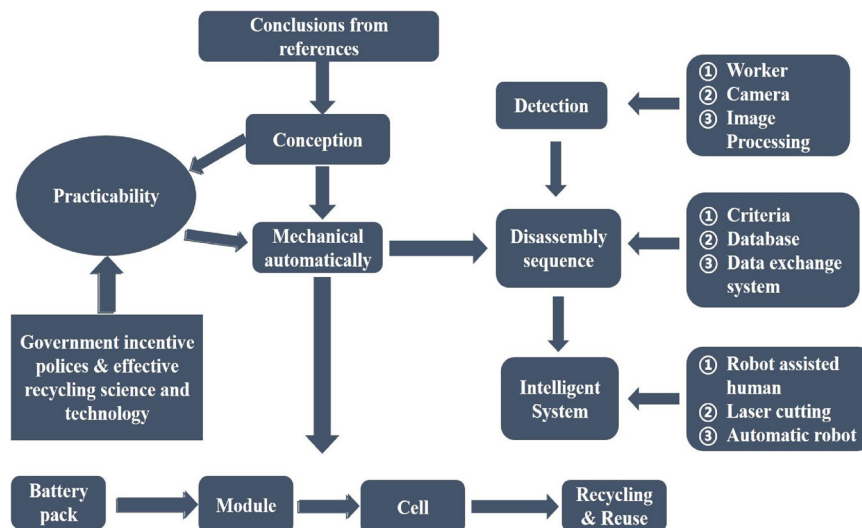 Conclusions from
references
Conception
Practicability
Mechanical
automatically
Government incentive
polices & effective
recycling science and
technology
Detection
① Worker
② Camera
③ Image
Processing
Disassembly
sequence
① Criteria
② Database
③ Data exchange
system
Intelligent
System
① Robot assisted
human
② Laser cutting
③ Automatic robot
Battery
pack
Module
Cell
Recycling
& Reuse